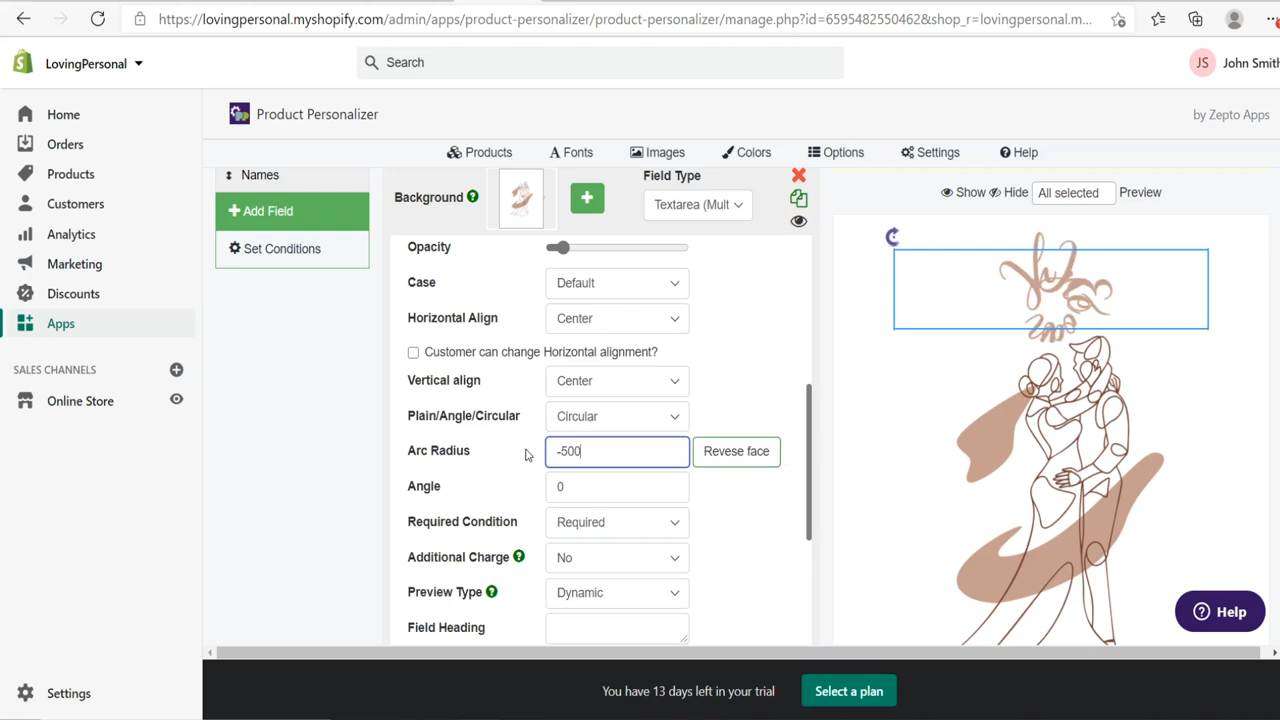 https://lovingpersonal.myshopify.com/admin/apps/product-personalizer/product-personalizer/manage.php?id=6595482550462&shop_r=lovingpersonal.m...
LovingPersonal
Search
JS John Smith
Home
Orders
Products
Customers
Analytics
Marketing
Discounts
Apps
SALES CHANNELS
Online Store
Settings
Product Personalizer
by Zepto Apps
Products
Fonts
Images
Colors
Options
Settings
Help
Names
Add Field
Set Conditions
Background
Field Type
Textarea (Mult
Opacity
Case
Default
Horizontal Align
Center
Customer can change Horizontal alignment?
Vertical align
Center
Plain/Angle/Circular
Circular
Arc Radius
-500
Revese face
Angle
0
Required Condition
Required
Additional Charge
No
Preview Type
Dynamic
Field Heading
Show Hide All selected Preview
Help
You have 13 days left in your trial
Select a plan